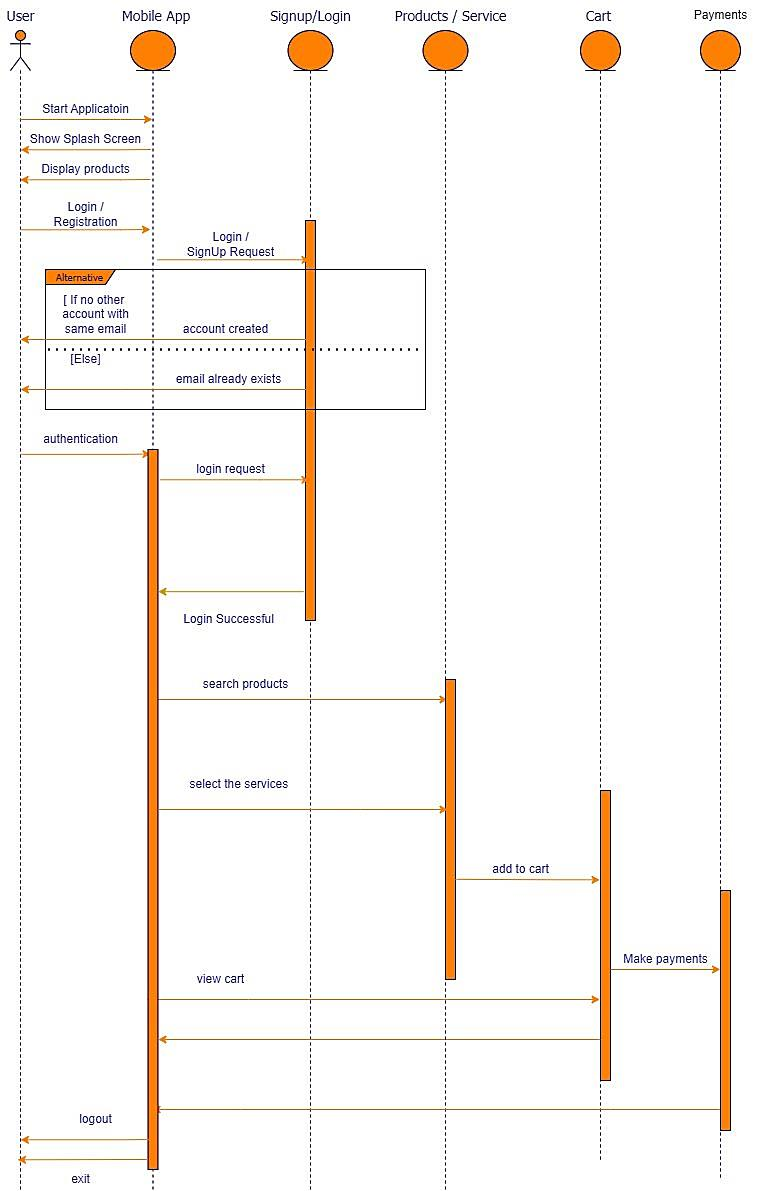 User
Mobile App
Signup/Login
Products / Service
Cart
Payments
Start Applicatoin
Show Splash Screen
Display products
Login /
Registration
Login /
SignUp Request
Alternative
[ If no other
account with
same email
account created
[Else]
email already exists
authentication
login request
Login Successful
search products
select the services
add to cart
Make payments
view cart
logout
exit